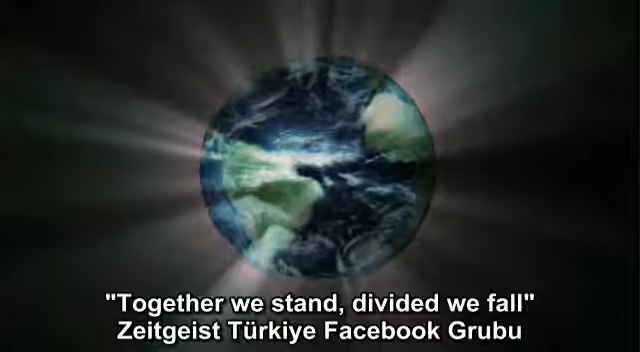 "Together we stand, divided we fall"
Zeitgeist Türkiye Facebook Grubu